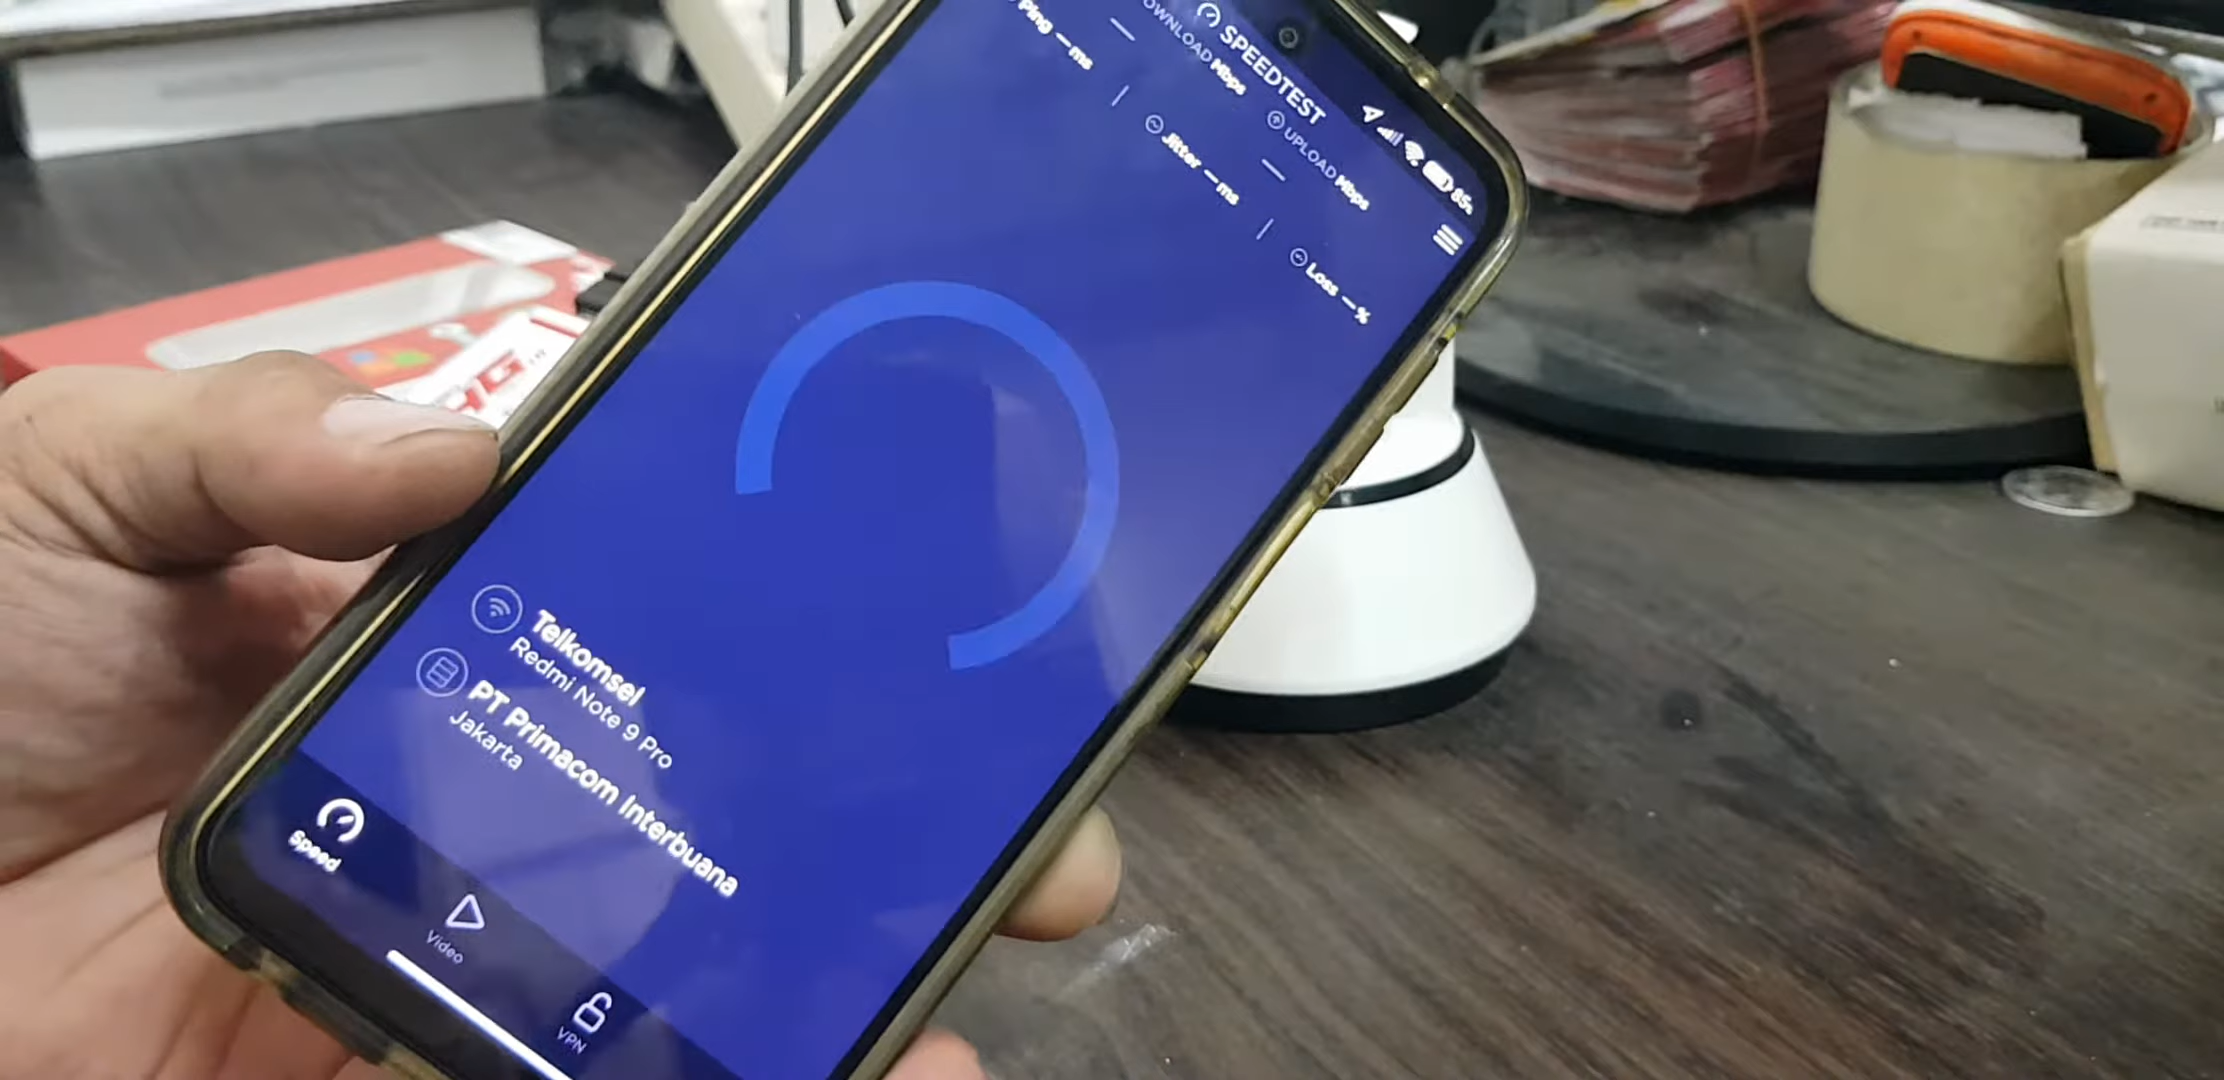 85%
SPEEDTEST
DOWNLOAD Mbps
UPLOAD Mbps
—
—
Ping — ms
Jitter — ms
Loss — %
Telkomsel
Redmi Note 9 Pro
PT Primacom Interbuana
Jakarta
Speed
Video
VPN